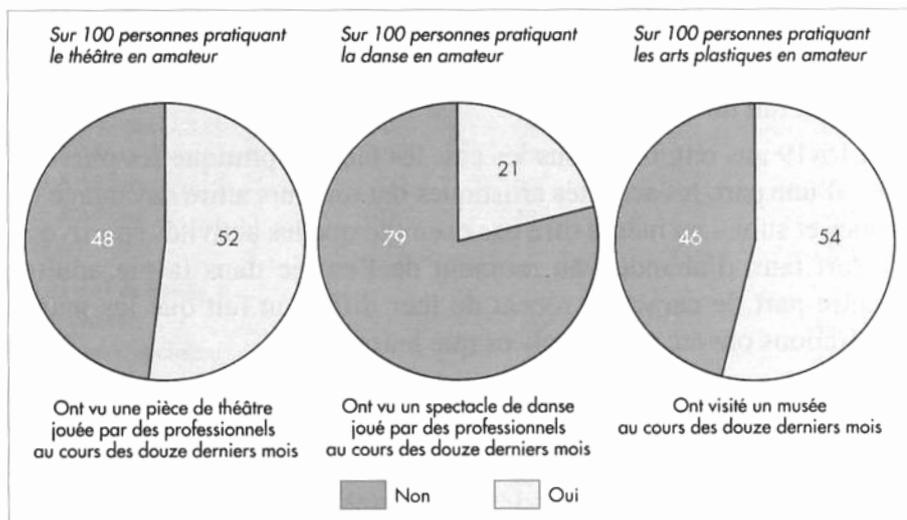 Sur 100 personnes pratiquant
le théâtre en amateur
Sur 100 personnes pratiquant
la danse en amateur
Sur 100 personnes pratiquant
les arts plastiques en amateur
48
52
21
79
46
54
Ont vu une pièce de théâtre
jouée par des professionnels
au cours des douze derniers mois
Ont vu un spectacle de danse
joué par des professionnels
au cours des douze derniers mois
Ont visité un musée
au cours des douze derniers mois
Non
Oui